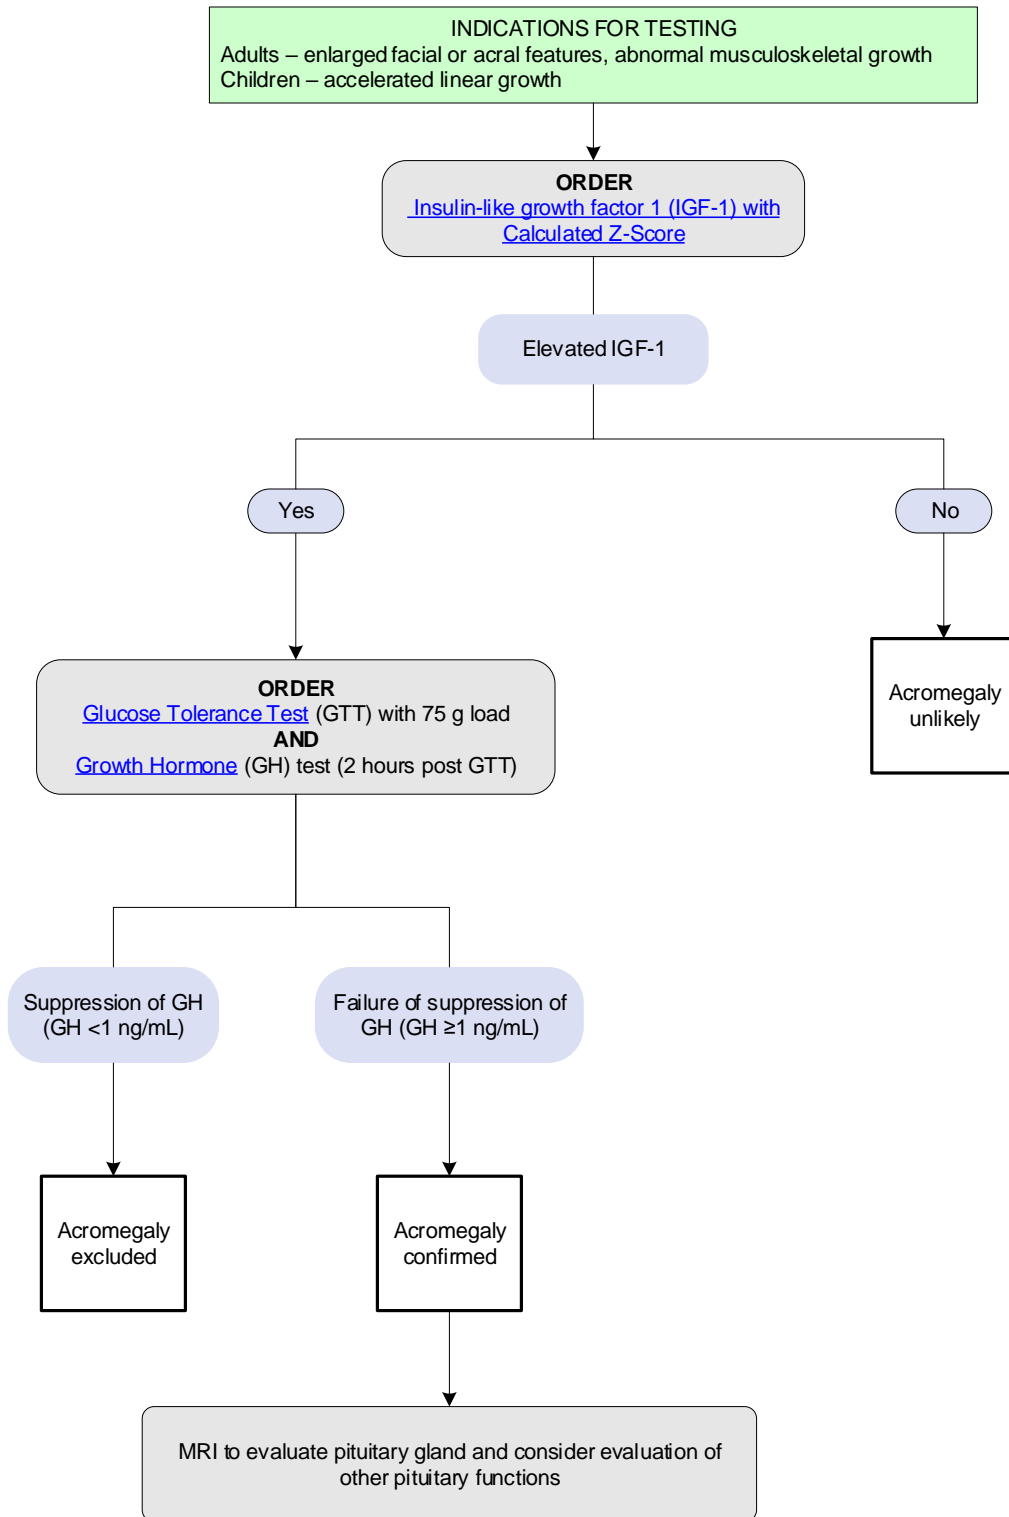 INDICATIONS FOR TESTING
Adults – enlarged facial or acral features, abnormal musculoskeletal growth
Children – accelerated linear growth
ORDER
Insulin-like growth factor 1 (IGF-1) with
Calculated Z-Score
Elevated IGF-1
Yes
No
ORDER
Glucose Tolerance Test (GTT) with 75 g load
AND
Growth Hormone (GH) test (2 hours post GTT)
Acromegaly
unlikely
Suppression of GH
(GH <1 ng/mL)
Failure of suppression of
GH (GH ≥1 ng/mL)
Acromegaly
excluded
Acromegaly
confirmed
MRI to evaluate pituitary gland and consider evaluation of
other pituitary functions